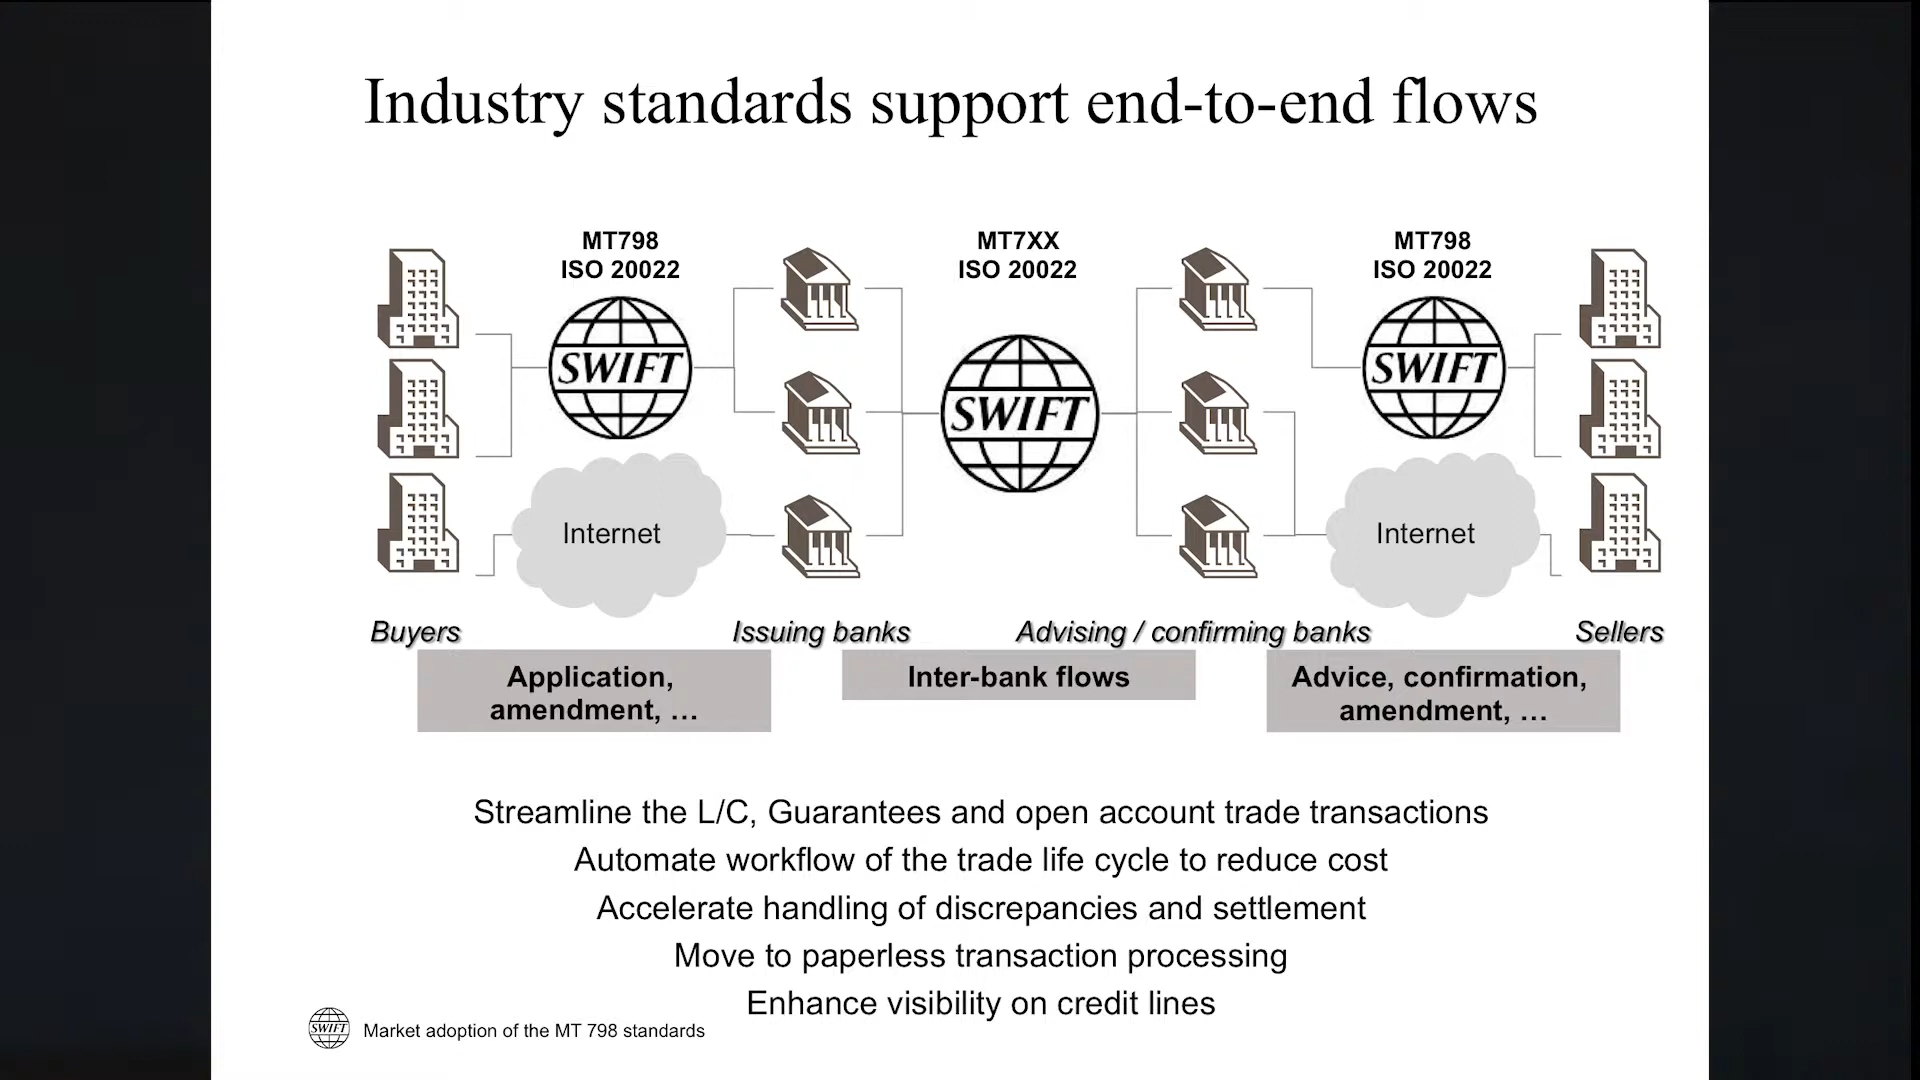 Industry standards support end-to-end flows
MT798
ISO 20022
MT7XX
ISO 20022
MT798
ISO 20022
SWIFT
SWIFT
SWIFT
Internet
Internet
Buyers
Issuing banks
Advising / confirming banks
Sellers
Application,
amendment, …
Inter-bank flows
Advice, confirmation,
amendment, …
Streamline the L/C, Guarantees and open account trade transactions
Automate workflow of the trade life cycle to reduce cost
Accelerate handling of discrepancies and settlement
Move to paperless transaction processing
Enhance visibility on credit lines
SWIFT
Market adoption of the MT 798 standards